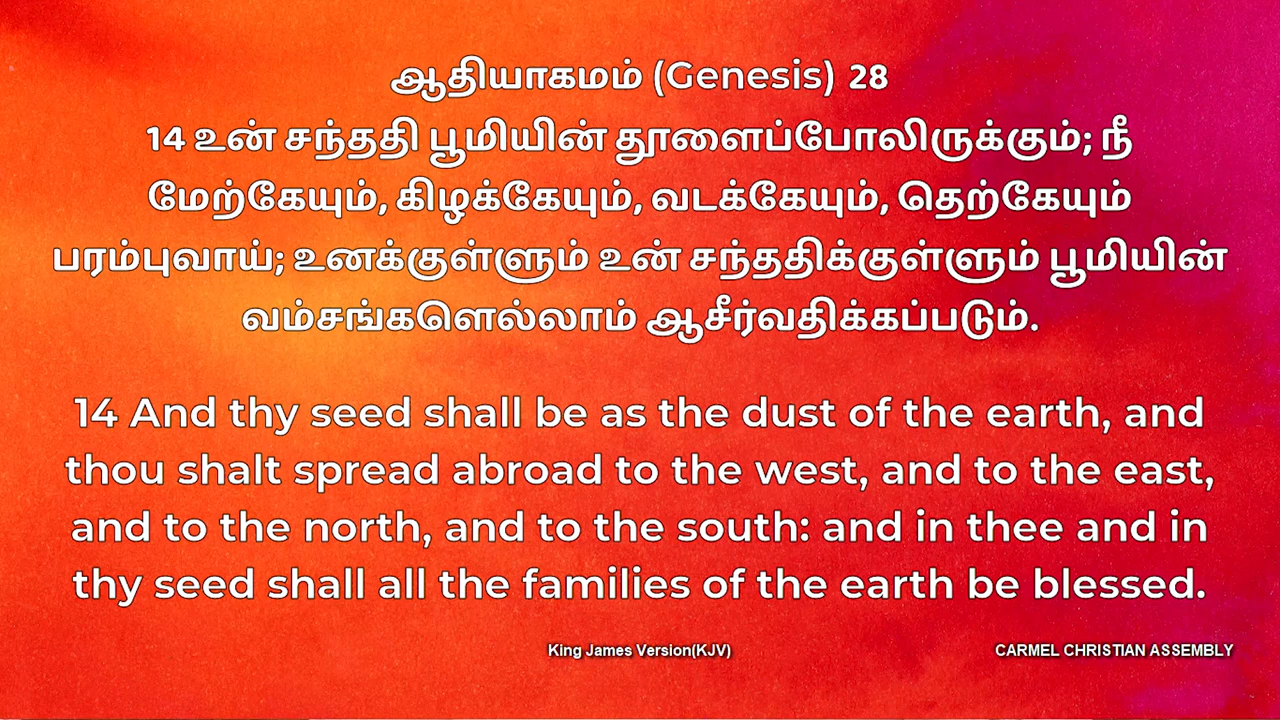 ஆதியாகமம் (Genesis) 28
14 உன் சந்ததி பூமியின் தூளைப்போலிருக்கும்; நீ
மேற்கேயும், கிழக்கேயும், வடக்கேயும், தெற்கேயும்
பரம்புவாய்; உனக்குள்ளும் உன் சந்ததிக்குள்ளும் பூமியின்
வம்சங்களெல்லாம் ஆசீர்வதிக்கப்படும்.
14 And thy seed shall be as the dust of the earth, and
thou shalt spread abroad to the west, and to the east,
and to the north, and to the south: and in thee and in
thy seed shall all the families of the earth be blessed.
King James Version(KJV)
CARMEL CHRISTIAN ASSEMBLY